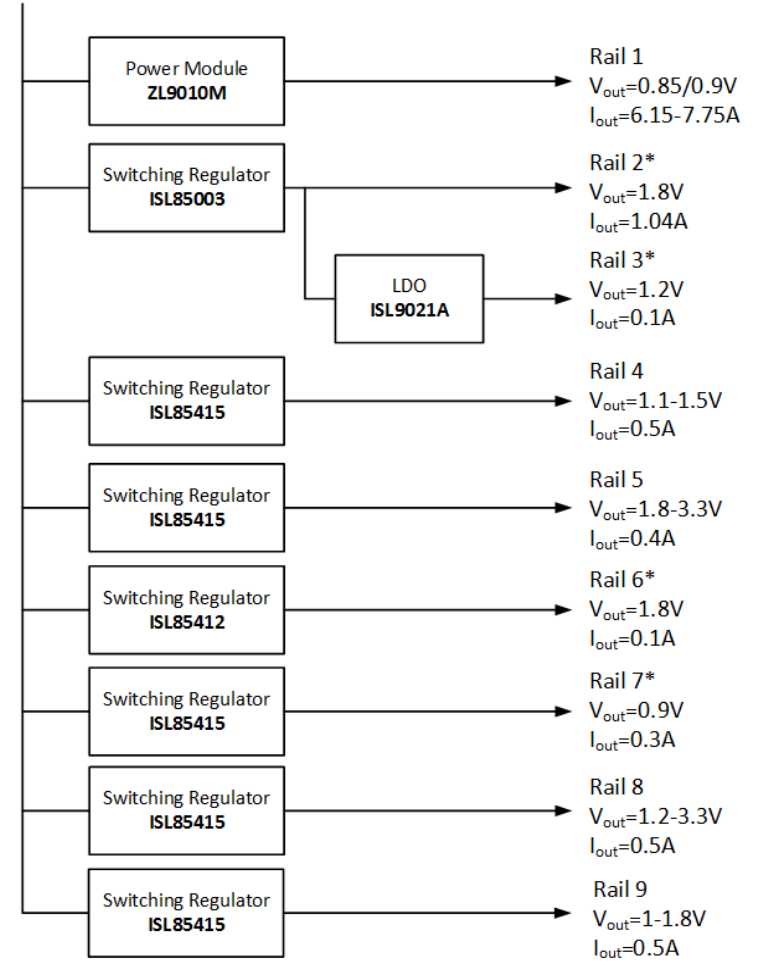 Power Module
ZL9010M
Rail 1
Vout=0.85/0.9V
Iout=6.15-7.75A
Switching Regulator
ISL85003
Rail 2*
Vout=1.8V
Iout=1.04A
LDO
ISL9021A
Rail 3*
Vout=1.2V
Iout=0.1A
Switching Regulator
ISL85415
Rail 4
Vout=1.1-1.5V
Iout=0.5A
Switching Regulator
ISL85415
Rail 5
Vout=1.8-3.3V
Iout=0.4A
Switching Regulator
ISL85412
Rail 6*
Vout=1.8V
Iout=0.1A
Switching Regulator
ISL85415
Rail 7*
Vout=0.9V
Iout=0.3A
Switching Regulator
ISL85415
Rail 8
Vout=1.2-3.3V
Iout=0.5A
Switching Regulator
ISL85415
Rail 9
Vout=1-1.8V
Iout=0.5A